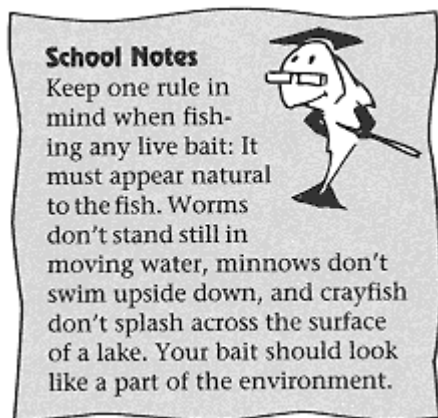 School Notes
Keep one rule in
mind when fish-
ing any live bait: It
must appear natural
to the fish. Worms
don't stand still in
moving water, minnows don't
swim upside down, and crayfish
don't splash across the surface
of a lake. Your bait should look
like a part of the environment.